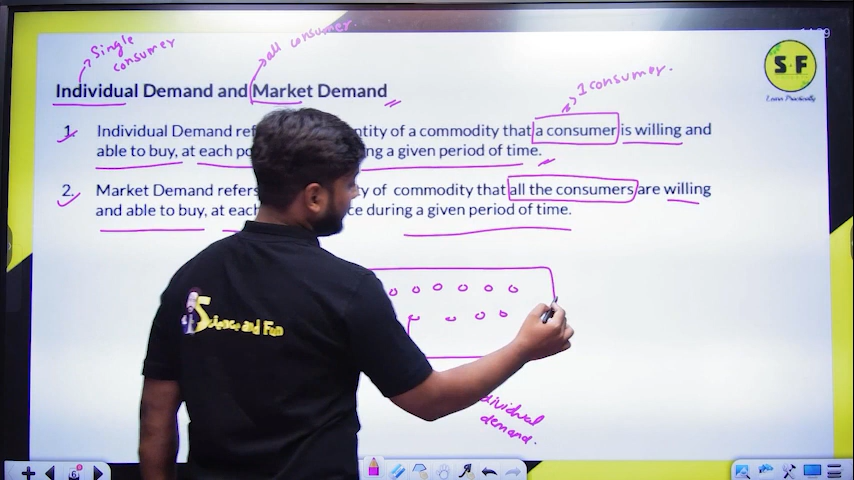 Single
consumer
all consumer.
1 consumer.
S F
Learn Practically
Individual Demand and Market Demand
1. Individual Demand ref ntity of a commodity that a consumer is willing and
able to buy, at each po ng a given period of time.
2. Market Demand refers y of commodity that all the consumers are willing
and able to buy, at each ce during a given period of time.
Science and Fun
dividual
demand.
6